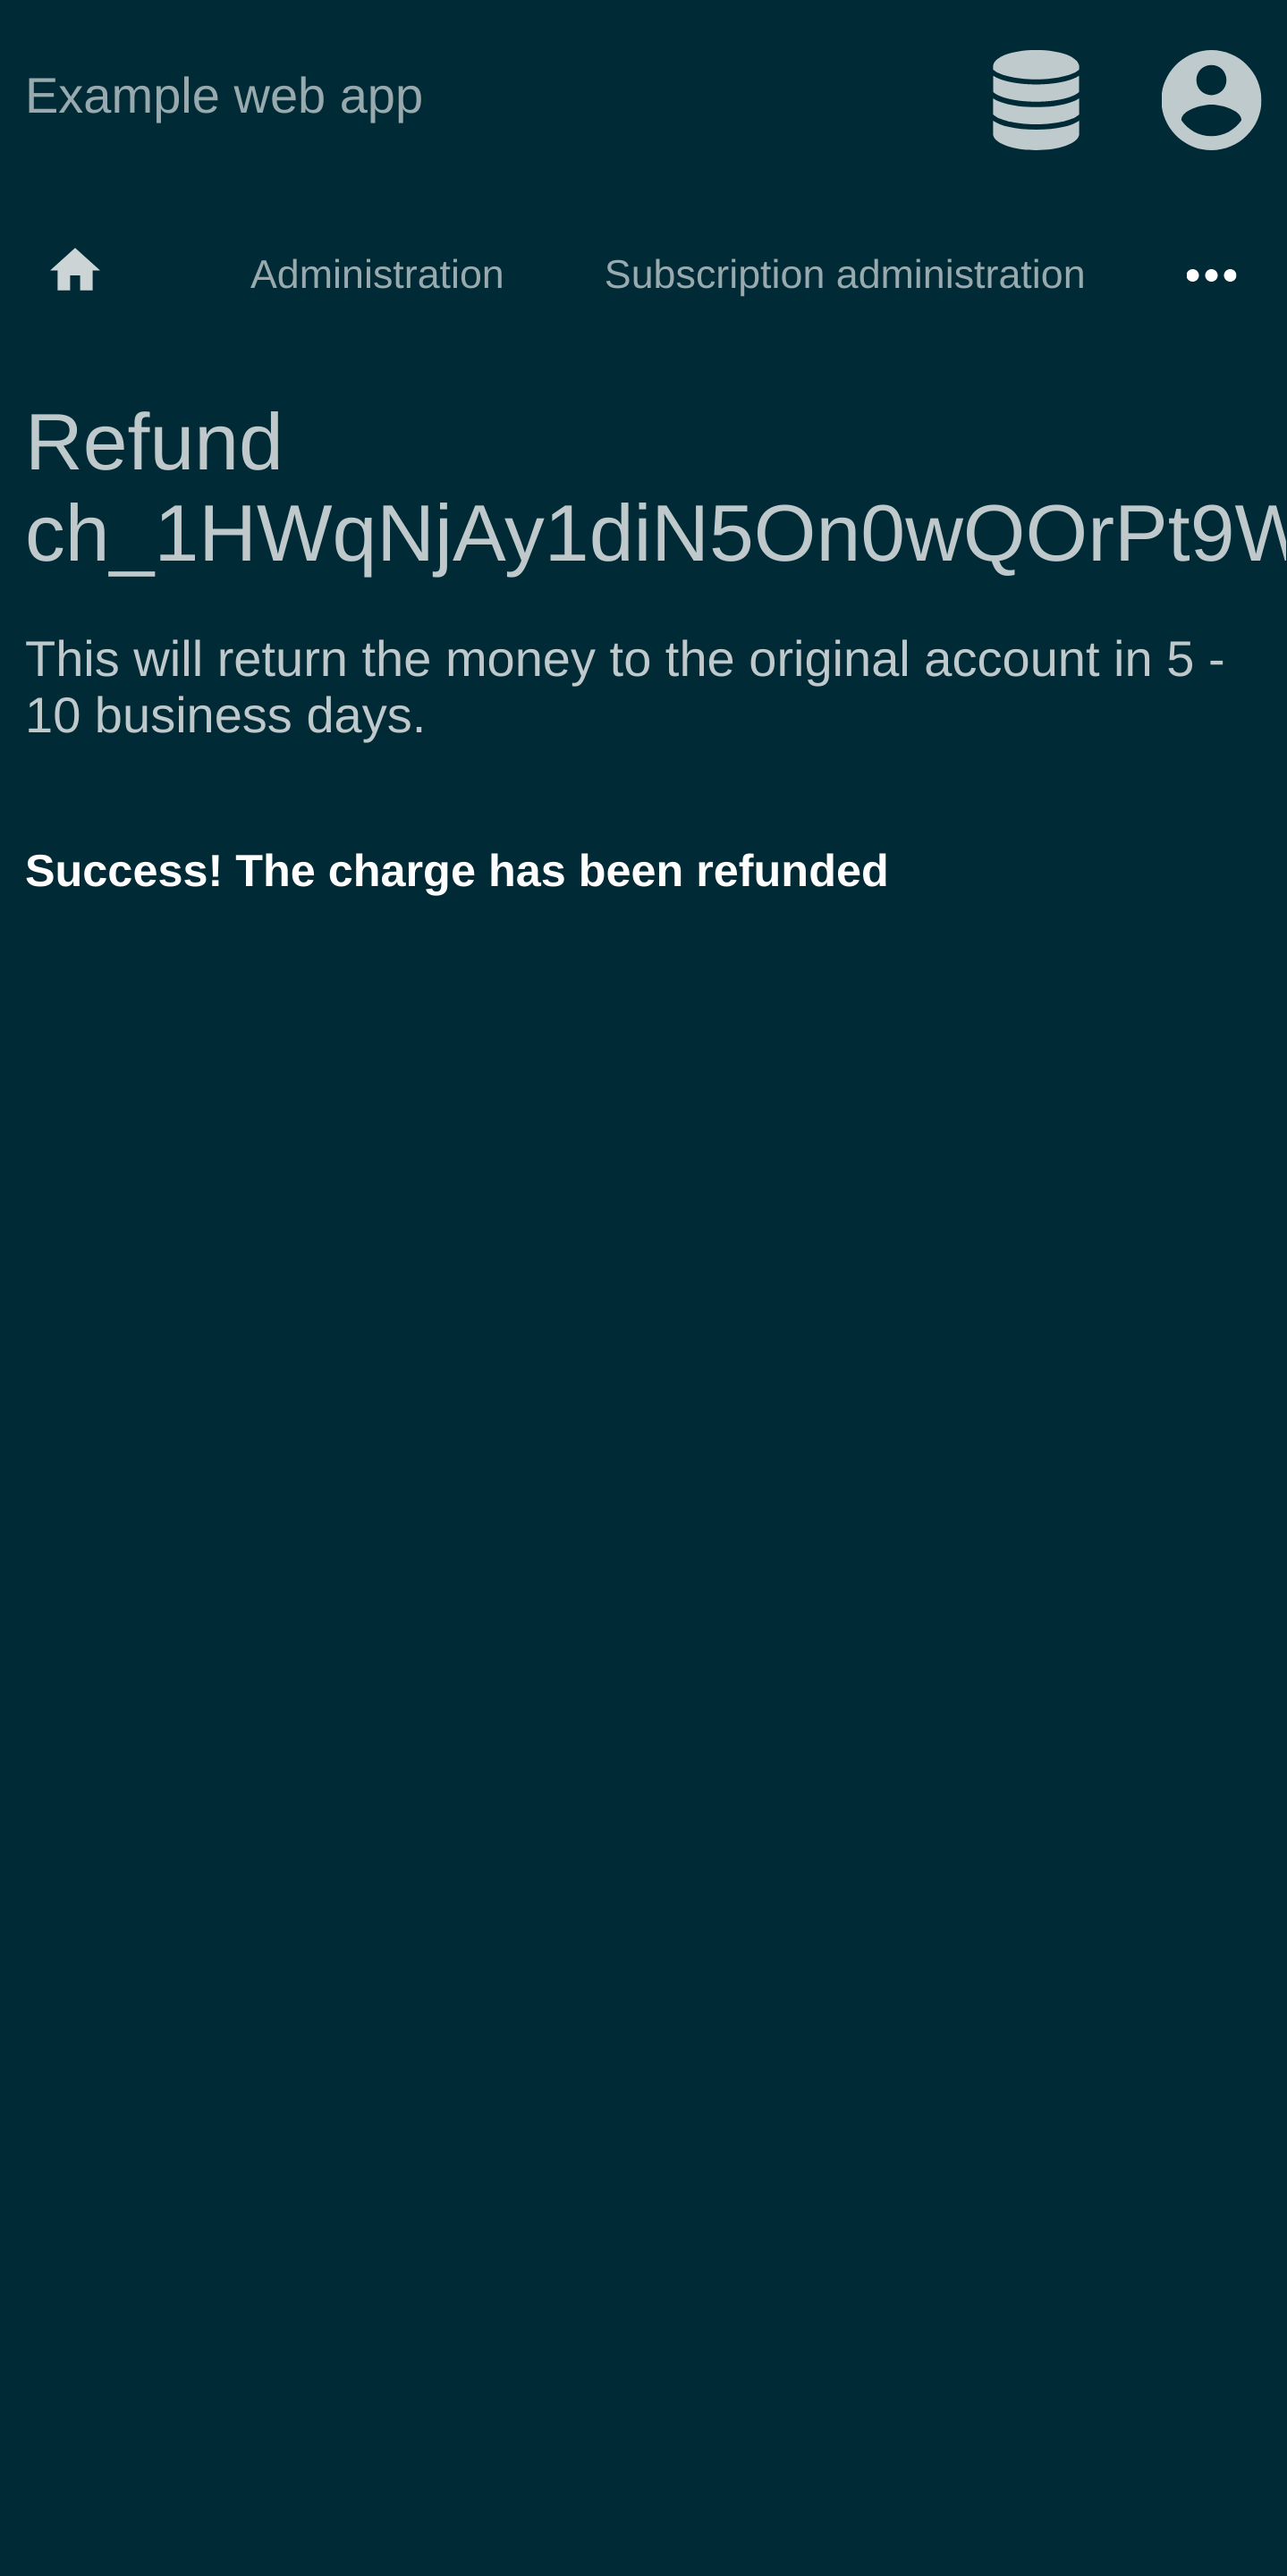 Example web app
Administration Subscription administration
Refund
ch_1HWqNjAy1diN5On0wQOrPt9W
This will return the money to the original account in 5 -
10 business days.
Success! The charge has been refunded